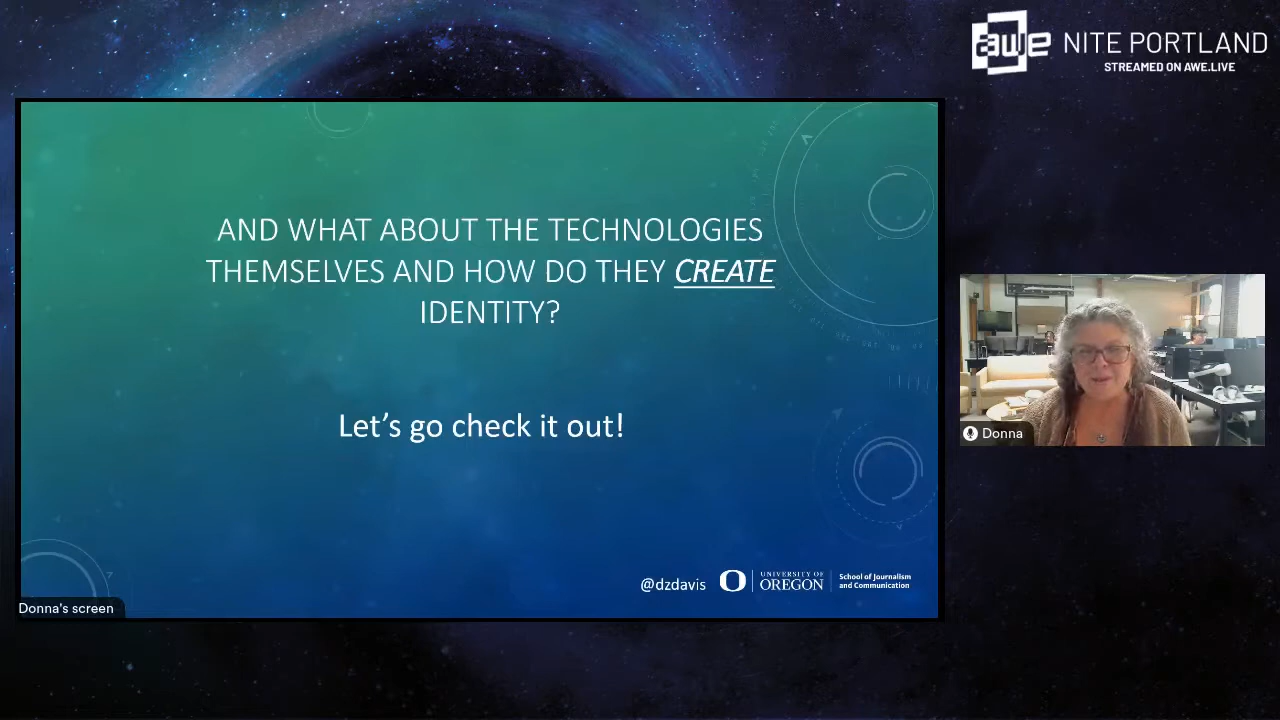 awe NITE PORTLAND
STREAMED ON AWE.LIVE
AND WHAT ABOUT THE TECHNOLOGIES
THEMSELVES AND HOW DO THEY CREATE
IDENTITY?
Let's go check it out!
Donna
@dzdavis
UNIVERSITY OF
OREGON
School of Journalism
and Communication
Donna's screen